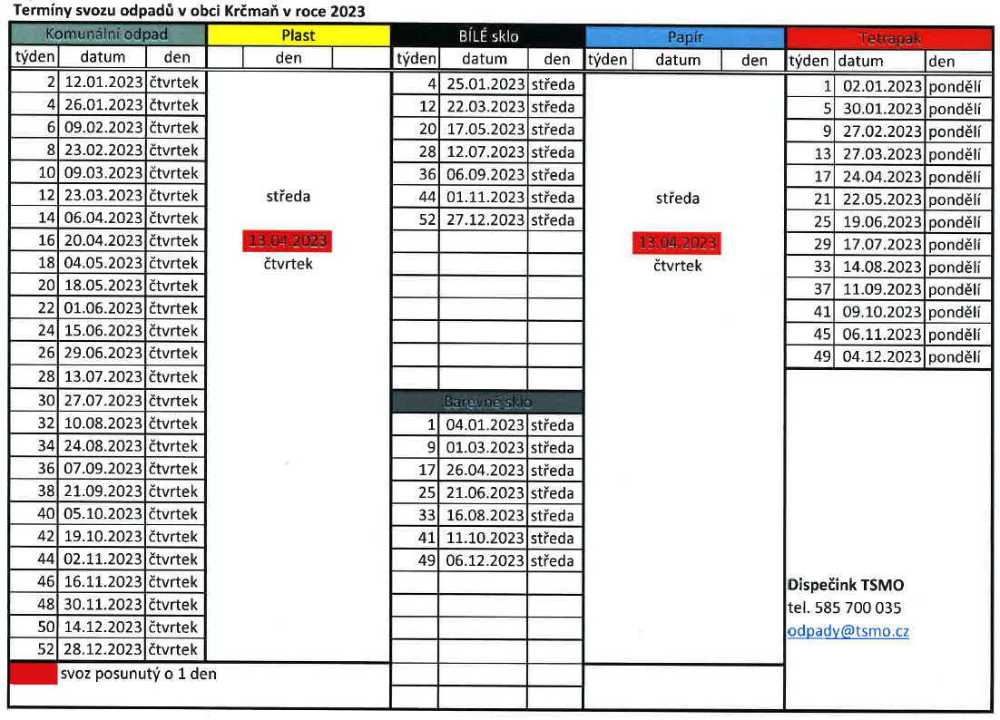 Termíny svozu odpadů v obci Krčmaň v roce 2023
Komunální odpad
týden datum den
2 12.01.2023 čtvrtek
4 26.01.2023 čtvrtek
6 09.02.2023 čtvrtek
8 23.02.2023 čtvrtek
10 09.03.2023 čtvrtek
12 23.03.2023 čtvrtek
14 06.04.2023 čtvrtek
16 20.04.2023 čtvrtek
18 04.05.2023 čtvrtek
20 18.05.2023 čtvrtek
22 01.06.2023 čtvrtek
24 15.06.2023 čtvrtek
26 29.06.2023 čtvrtek
28 13.07.2023 čtvrtek
30 27.07.2023 čtvrtek
32 10.08.2023 čtvrtek
34 24.08.2023 čtvrtek
36 07.09.2023 čtvrtek
38 21.09.2023 čtvrtek
40 05.10.2023 čtvrtek
42 19.10.2023 čtvrtek
44 02.11.2023 čtvrtek
46 16.11.2023 čtvrtek
48 30.11.2023 čtvrtek
50 14.12.2023 čtvrtek
52 28.12.2023 čtvrtek
svoz posunutý o 1 den
Plast
den
středa
13.04.2023
čtvrtek
BÍLÉ sklo
týden datum den
4 25.01.2023 středa
12 22.03.2023 středa
20 17.05.2023 středa
28 12.07.2023 středa
36 06.09.2023 středa
44 01.11.2023 středa
52 27.12.2023 středa
Barevné sklo
1 04.01.2023 středa
9 01.03.2023 středa
17 26.04.2023 středa
25 21.06.2023 středa
33 16.08.2023 středa
41 11.10.2023 středa
49 06.12.2023 středa
Papír
týden datum den
středa
13.04.2023
čtvrtek
Tetrapak
týden datum den
1 02.01.2023 pondělí
5 30.01.2023 pondělí
9 27.02.2023 pondělí
13 27.03.2023 pondělí
17 24.04.2023 pondělí
21 22.05.2023 pondělí
25 19.06.2023 pondělí
29 17.07.2023 pondělí
33 14.08.2023 pondělí
37 11.09.2023 pondělí
41 09.10.2023 pondělí
45 06.11.2023 pondělí
49 04.12.2023 pondělí
Dispečink TSMO
tel. 585 700 035
odpady@tsmo.cz